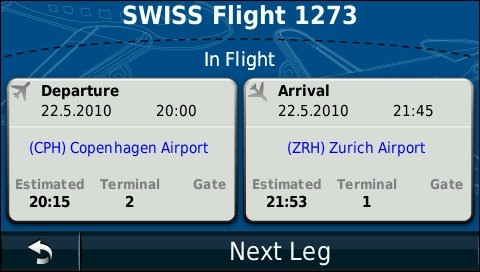 SWISS Flight 1273
In Flight
Departure
22.5.2010 20:00
(CPH) Copenhagen Airport
Estimated Terminal Gate
20:15 2
Arrival
22.5.2010 21:45
(ZRH) Zurich Airport
Estimated Terminal Gate
21:53 1
Next Leg